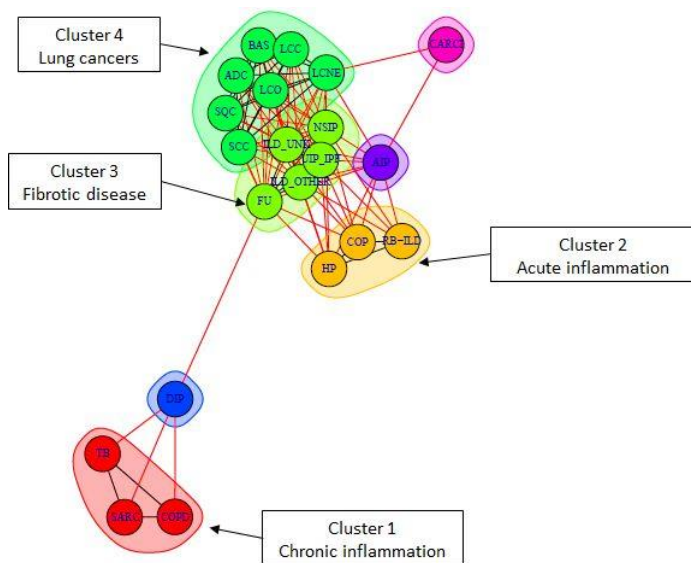 Cluster 4
Lung cancers
BAS
LCC
CARCI
ADC
LCNE
LCO
SQC
NSIP
SCC
ILD_UNK
UIP_IPF
AIP
Cluster 3
Fibrotic disease
ILD_OTHER
FU
COP
RB-ILD
HP
Cluster 2
Acute inflammation
DIP
TB
SARC
COPD
Cluster 1
Chronic inflammation